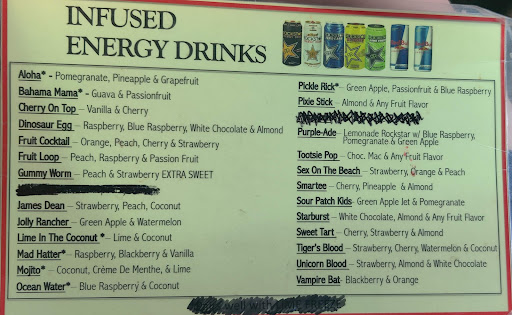 INFUSED
ENERGY DRINKS
Aloha* - Pomegranate, Pineapple & Grapefruit
Bahama Mama* - Guava & Passionfruit
Cherry On Top – Vanilla & Cherry
Dinosaur Egg – Raspberry, Blue Raspberry, White Chocolate & Almond
Fruit Cocktail – Orange, Peach, Cherry & Strawberry
Fruit Loop – Peach, Raspberry & Passion Fruit
Gummy Worm – Peach & Strawberry EXTRA SWEET
James Dean – Strawberry, Peach, Coconut
Jolly Rancher – Green Apple & Watermelon
Lime In The Coconut * – Lime & Coconut
Mad Hatter* – Raspberry, Blackberry & Vanilla
Mojito* – Coconut, Crème De Menthe, & Lime
Ocean Water* – Blue Raspberry & Coconut
Pickle Rick* – Green Apple, Passionfruit & Blue Raspberry
Pixie Stick – Almond & Any Fruit Flavor
Purple-Ade – Lemonade Rockstar w/ Blue Raspberry,
Pomegranate & Green Apple
Tootsie Pop – Choc. Mac & Any Fruit Flavor
Sex On The Beach – Strawberry, Orange & Peach
Smartee – Cherry, Pineapple & Almond
Sour Patch Kids- Green Apple Jet & Pomegranate
Starburst – White Chocolate, Almond & Any Fruit Flavor
Sweet Tart – Cherry, Strawberry & Almond
Tiger's Blood – Strawberry, Cherry, Watermelon & Coconut
Unicorn Blood – Strawberry, Almond & White Chocolate
Vampire Bat- Blackberry & Orange